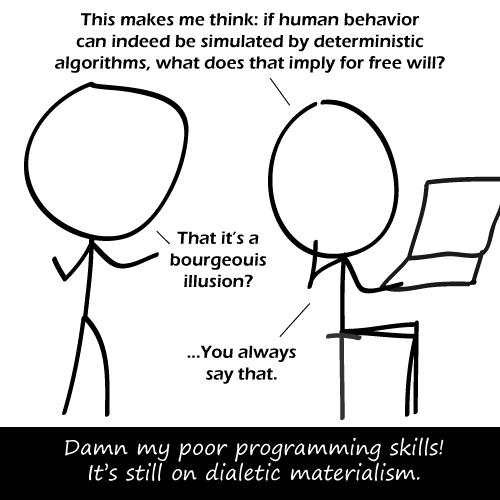 This makes me think: if human behavior
can indeed be simulated by deterministic
algorithms, what does that imply for free will?
That it's a
bourgeouis
illusion?
...You always
say that.
Damn my poor programming skills!
It's still on dialetic materialism.